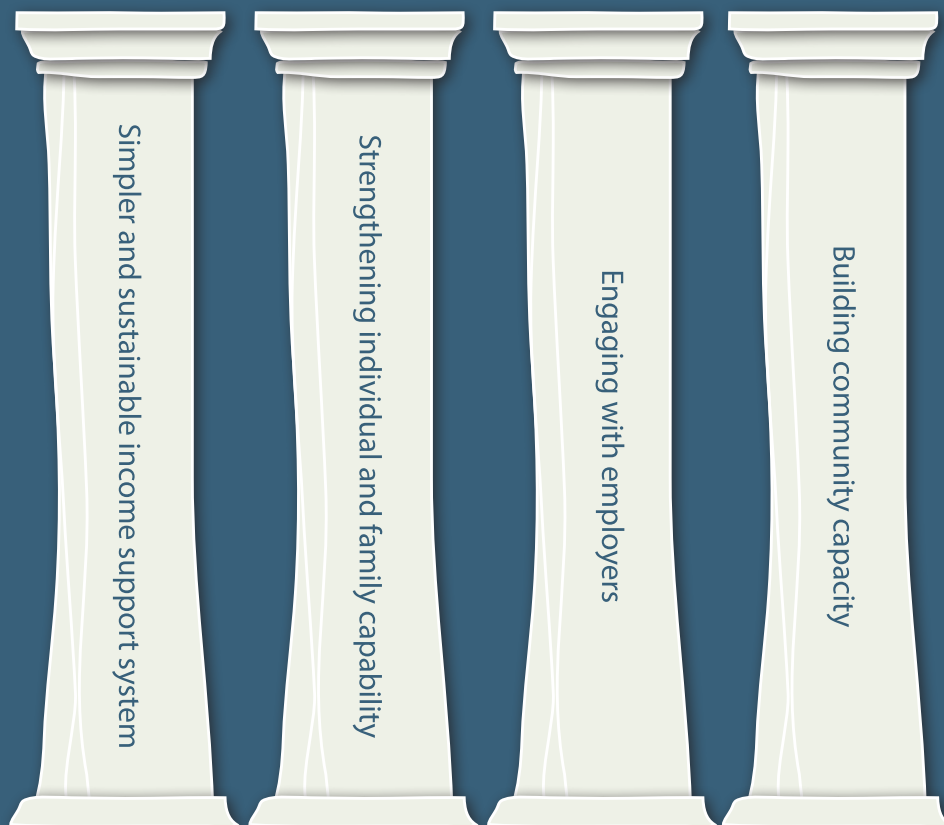 Simpler and sustainable income support system
Strengthening individual and family capability
Engaging with employers
Building community capacity